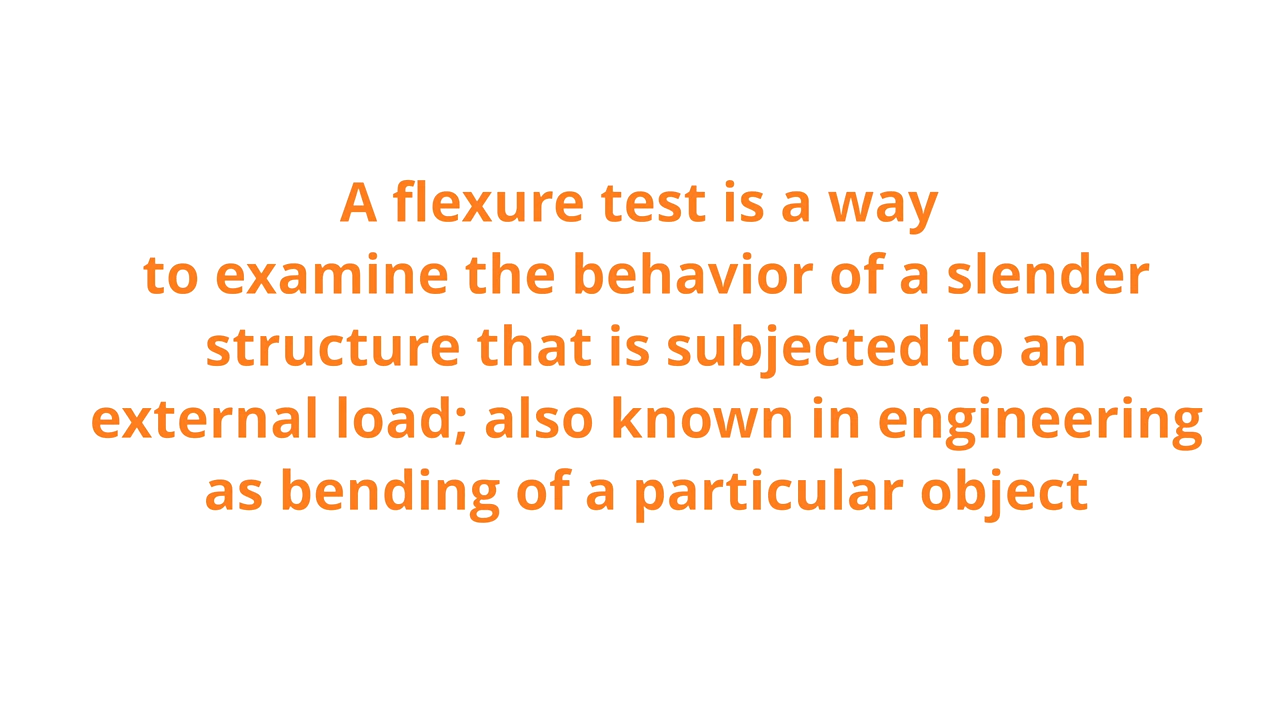 A flexure test is a way
to examine the behavior of a slender
structure that is subjected to an
external load; also known in engineering
as bending of a particular object